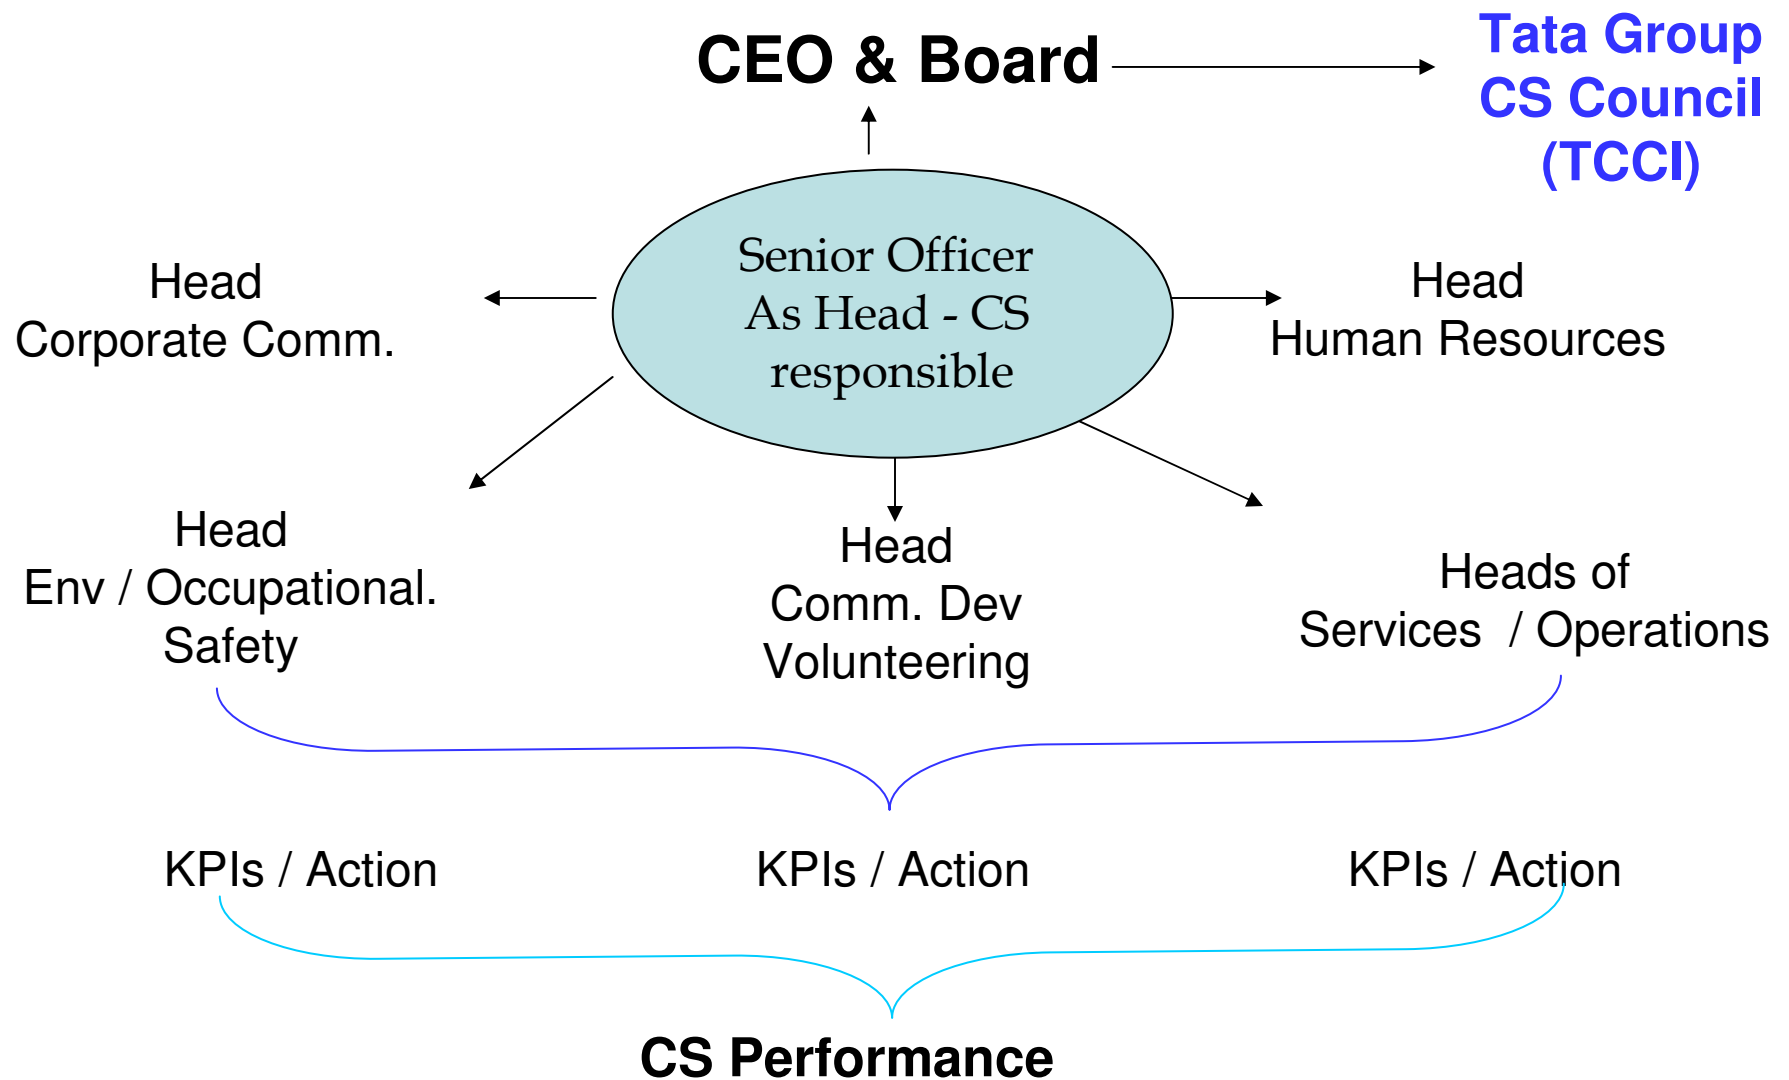 CEO & Board
Tata Group
CS Council
(TCCI)
Senior Officer
As Head - CS
responsible
Head
Corporate Comm.
Head
Human Resources
Head
Env / Occupational.
Safety
Head
Comm. Dev
Volunteering
Heads of
Services / Operations
KPIs / Action
KPIs / Action
KPIs / Action
CS Performance